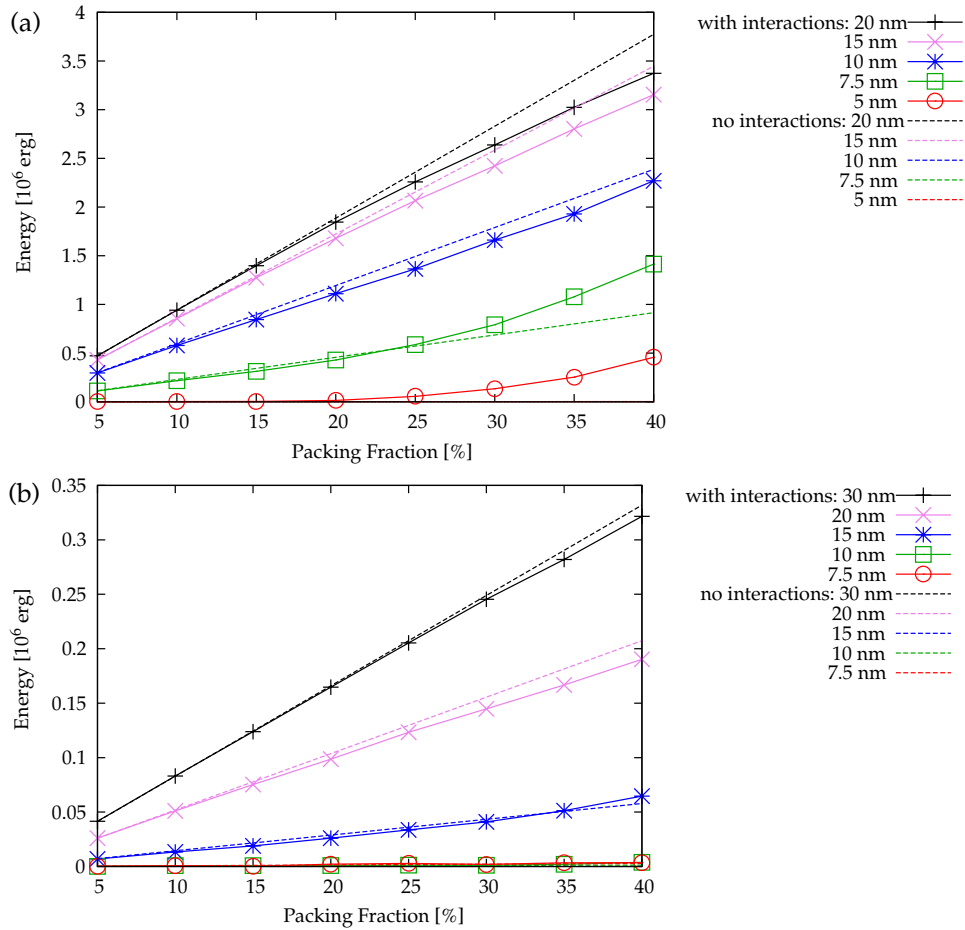 (a)
4
3.5
3
2.5
2
1.5
1
0.5
0
Energy [10⁶ erg]
5 10 15 20 25 30 35 40
Packing Fraction [%]
with interactions: 20 nm
15 nm
10 nm
7.5 nm
5 nm
no interactions: 20 nm
15 nm
10 nm
7.5 nm
5 nm
(b)
0.35
0.3
0.25
0.2
0.15
0.1
0.05
0
Energy [10⁶ erg]
5 10 15 20 25 30 35 40
Packing Fraction [%]
with interactions: 30 nm
20 nm
15 nm
10 nm
7.5 nm
no interactions: 30 nm
20 nm
15 nm
10 nm
7.5 nm